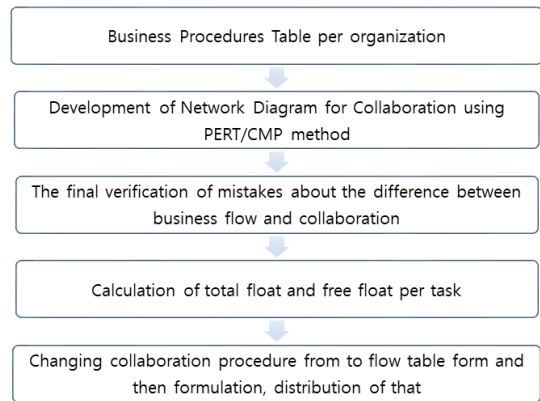 Business Procedures Table per organization
Development of Network Diagram for Collaboration using
PERT/CMP method
The final verification of mistakes about the difference between
business flow and collaboration
Calculation of total float and free float per task
Changing collaboration procedure from to flow table form and
then formulation, distribution of that